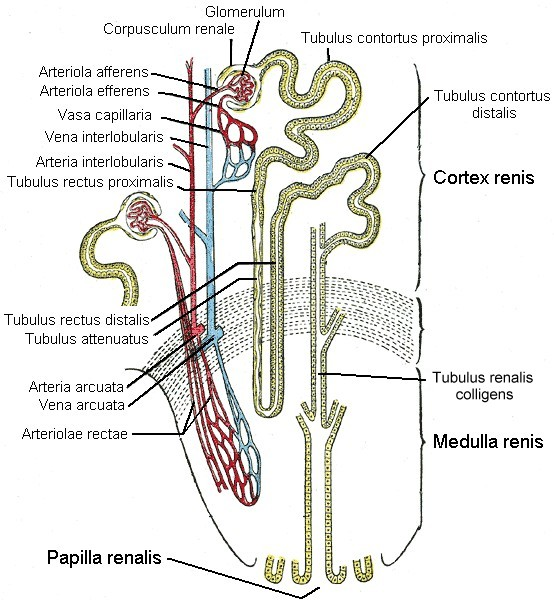 Glomerulum
Corpusculum renale
Tubulus contortus proximalis
Arteriola afferens
Arteriola efferens
Vasa capillaria
Vena interlobularis
Arteria interlobularis
Tubulus rectus proximalis
Tubulus contortus
distalis
Cortex renis
Tubulus rectus distalis
Tubulus attenuatus
Arteria arcuata
Vena arcuata
Arteriolae rectae
Tubulus renalis
colligens
Medulla renis
Papilla renalis